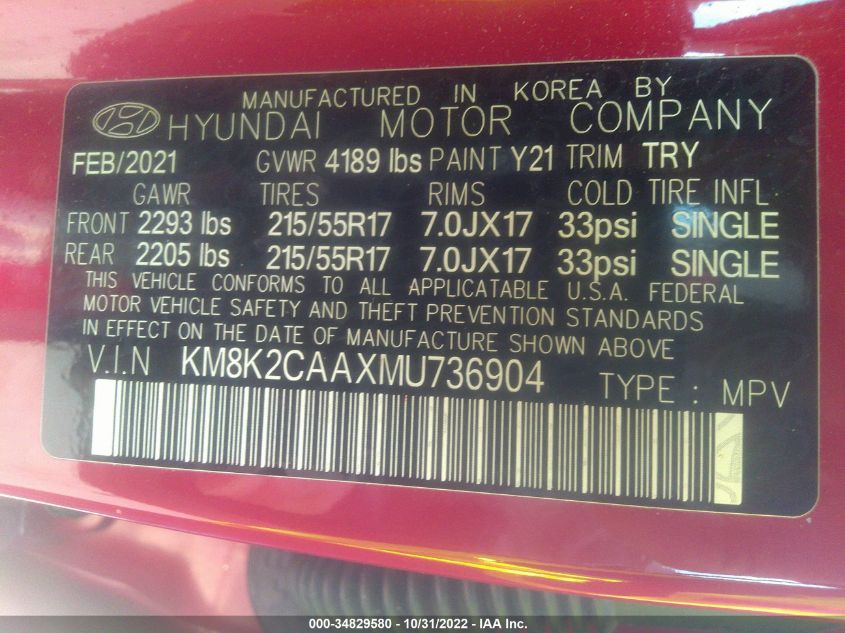 MANUFACTURED IN KOREA BY
HYUNDAI MOTOR COMPANY
FEB/2021 GVWR 4189 lbs PAINT Y21 TRIM TRY
GAWR TIRES RIMS COLD TIRE INFL.
FRONT 2293 lbs 215/55R17 7.0JX17 33psi SINGLE
REAR 2205 lbs 215/55R17 7.0JX17 33psi SINGLE
THIS VEHICLE CONFORMS TO ALL APPLICATABLE U.S.A. FEDERAL
MOTOR VEHICLE SAFETY AND THEFT PREVENTION STANDARDS
IN EFFECT ON THE DATE OF MANUFACTURE SHOWN ABOVE
V.I.N KM8K2CAAXMU736904 TYPE : MPV
000-34829580 - 10/31/2022 - IAA Inc.